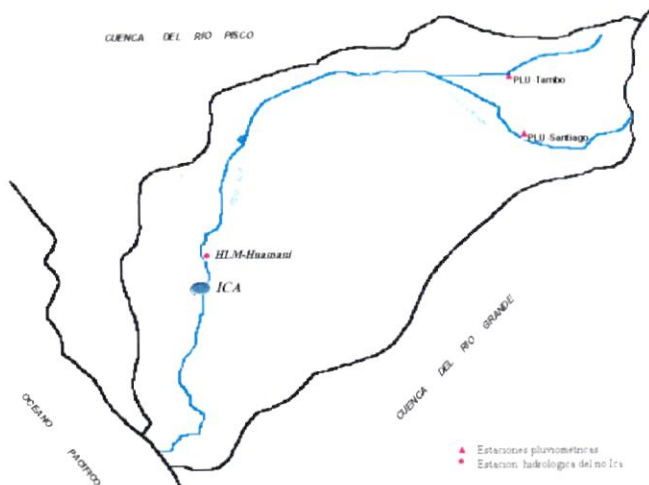 CUENCA DEL RIO PISCO
PLU Tambo
PLU Santiago
HLM-Huamani
ICA
CUENCA DEL RIO GRANDE
OCEANO
PACIFICO
Estaciones pluviométricas
Estacion hidrologica del rio Ica